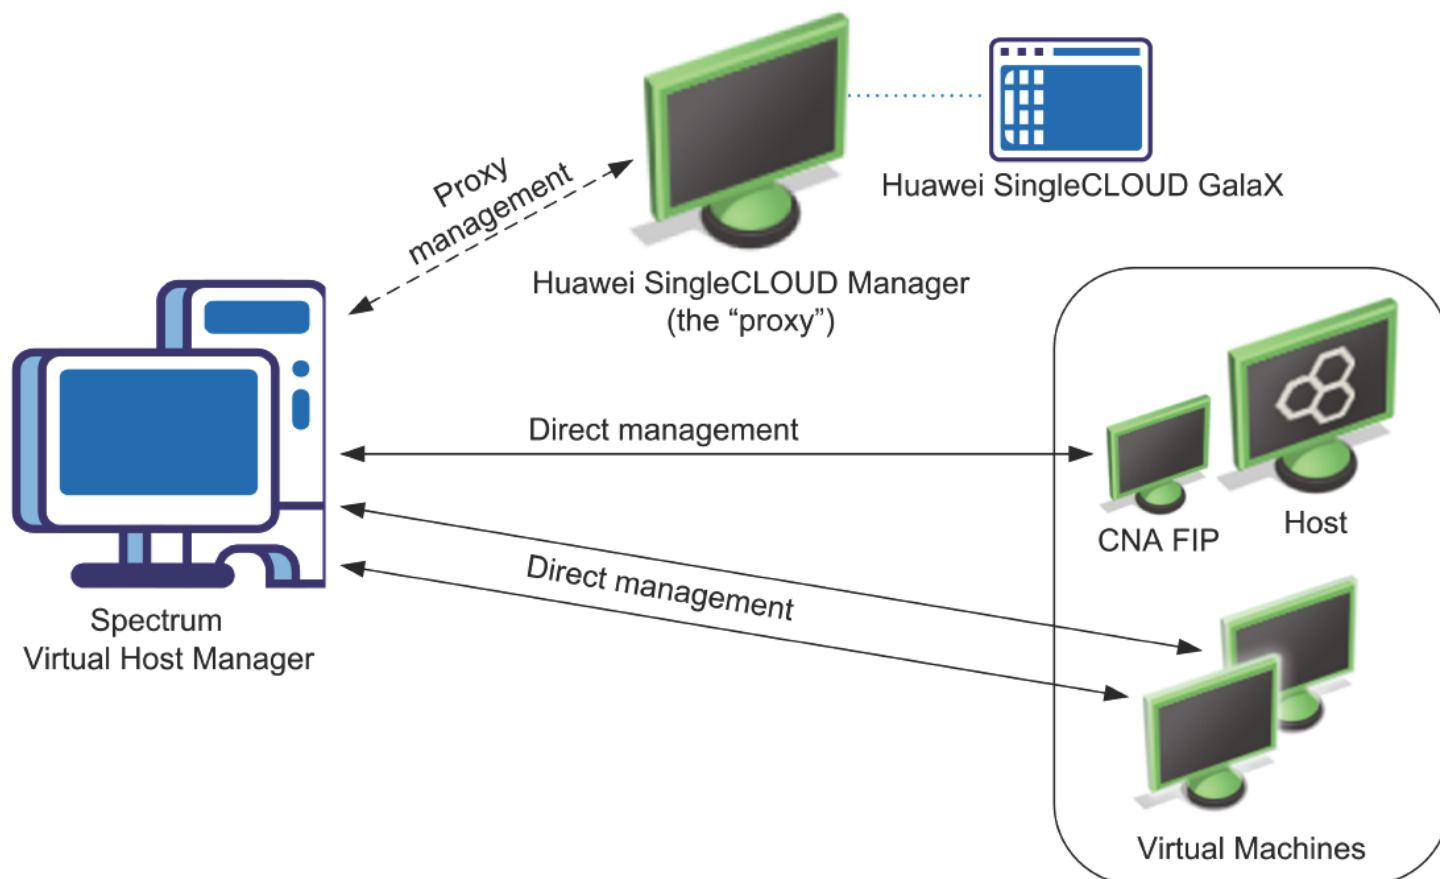 Proxy
management
Huawei SingleCLOUD GalaX
Huawei SingleCLOUD Manager
(the “proxy”)
Direct management
CNA FIP
Host
Direct management
Spectrum
Virtual Host Manager
Virtual Machines